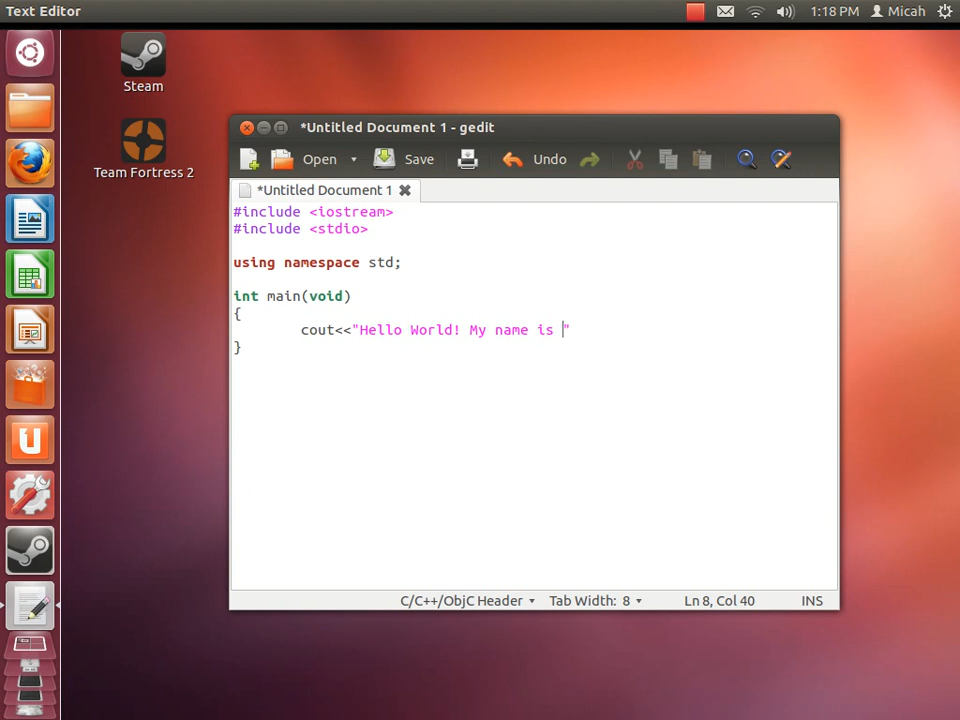 Text Editor
1:18 PM Micah
Steam
Team Fortress 2
*Untitled Document 1 - gedit
Open Save Undo
*Untitled Document 1
#include <iostream>
#include <stdio>
using namespace std;
int main(void)
{
cout<<"Hello World! My name is "
}
C/C++/ObjC Header Tab Width: 8 Ln 8, Col 40 INS